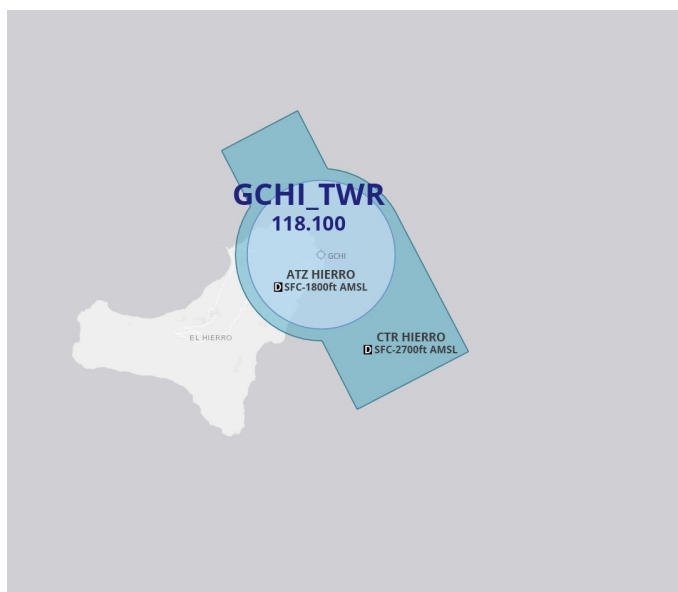 GCHI_TWR
118.100
GCHI
ATZ HIERRO
D SFC-1800ft AMSL
EL HIERRO
CTR HIERRO
D SFC-2700ft AMSL